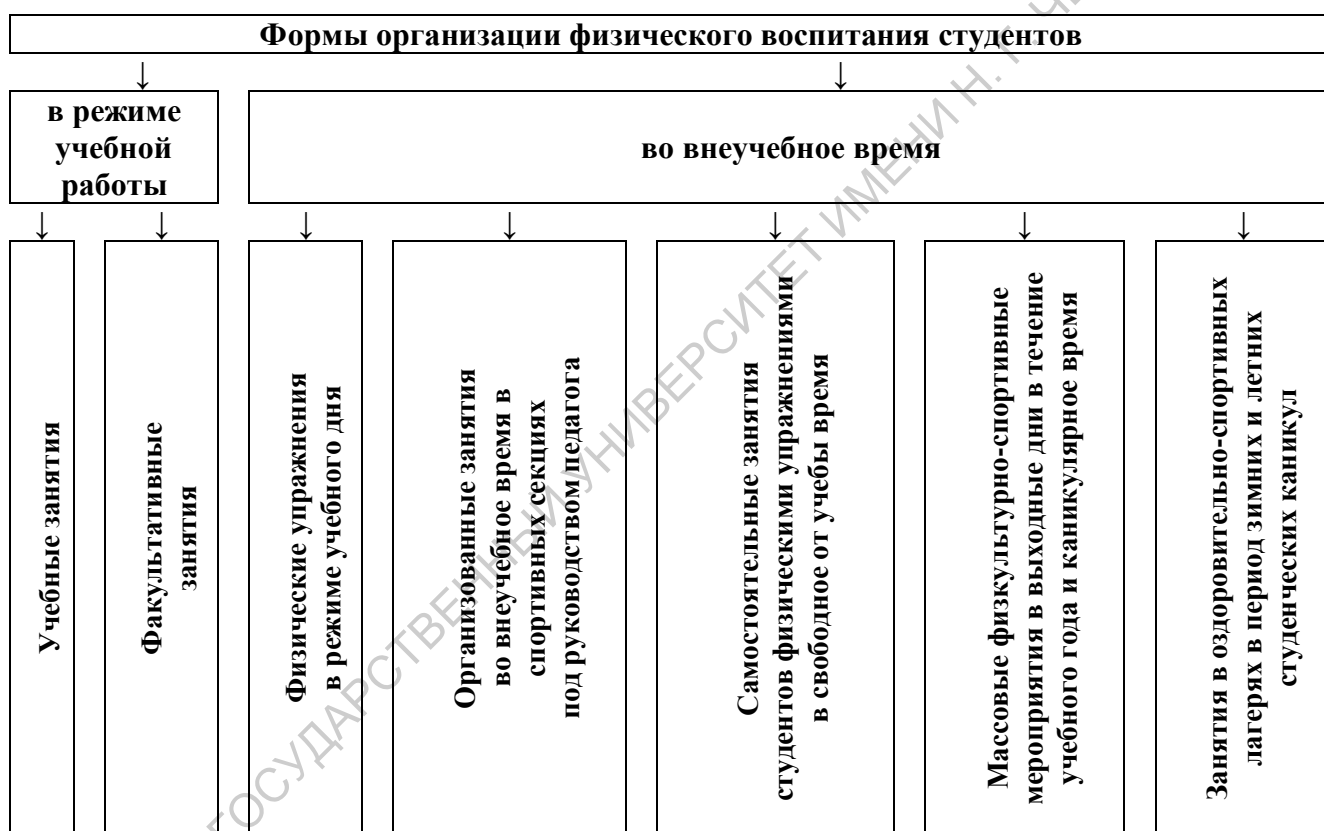 Формы организации физического воспитания студентов
↓ ↓
в режиме
учебной
работы
во внеучебное время
↓ ↓ ↓ ↓ ↓ ↓ ↓
Учебные занятия
Факультативные
занятия
Физические упражнения
в режиме учебного дня
Организованные занятия
во внеучебное время в
спортивных секциях
под руководством педагога
Самостоятельные занятия
студентов физическими упражнениями
в свободное от учебы время
Массовые физкультурно-спортивные
мероприятия в выходные дни в течение
учебного года и каникулярное время
Занятия в оздоровительно-спортивных
лагерях в период зимних и летних
студенческих каникул
ГОСУДАРСТВЕННЫЙ УНИВЕРСИТЕТ ИМЕНИ Н. Г.